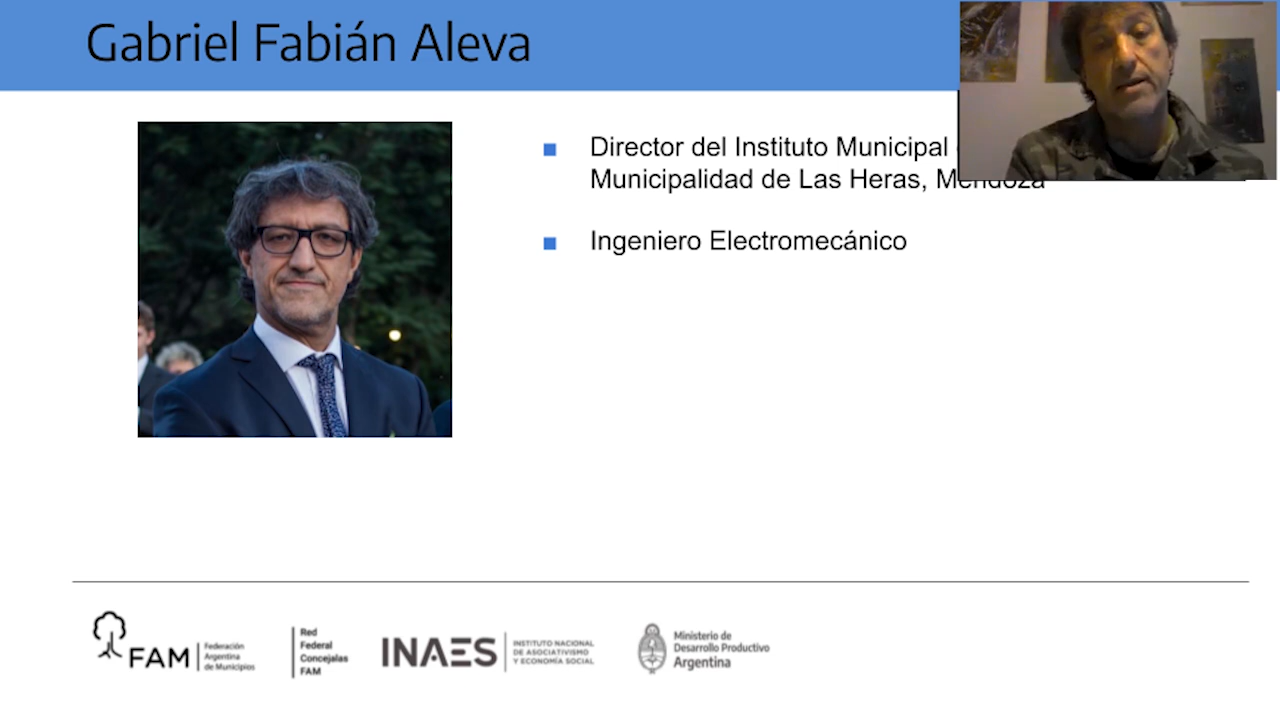 Gabriel Fabián Aleva
Director del Instituto Municipal
Municipalidad de Las Heras, Mendoza
Ingeniero Electromecánico
FAM
Federación
Argentina
de Municipios
Red
Federal
Concejalas
FAM
INAES
INSTITUTO NACIONAL
DE ASOCIATIVISMO
Y ECONOMÍA SOCIAL
Ministerio de
Desarrollo Productivo
Argentina